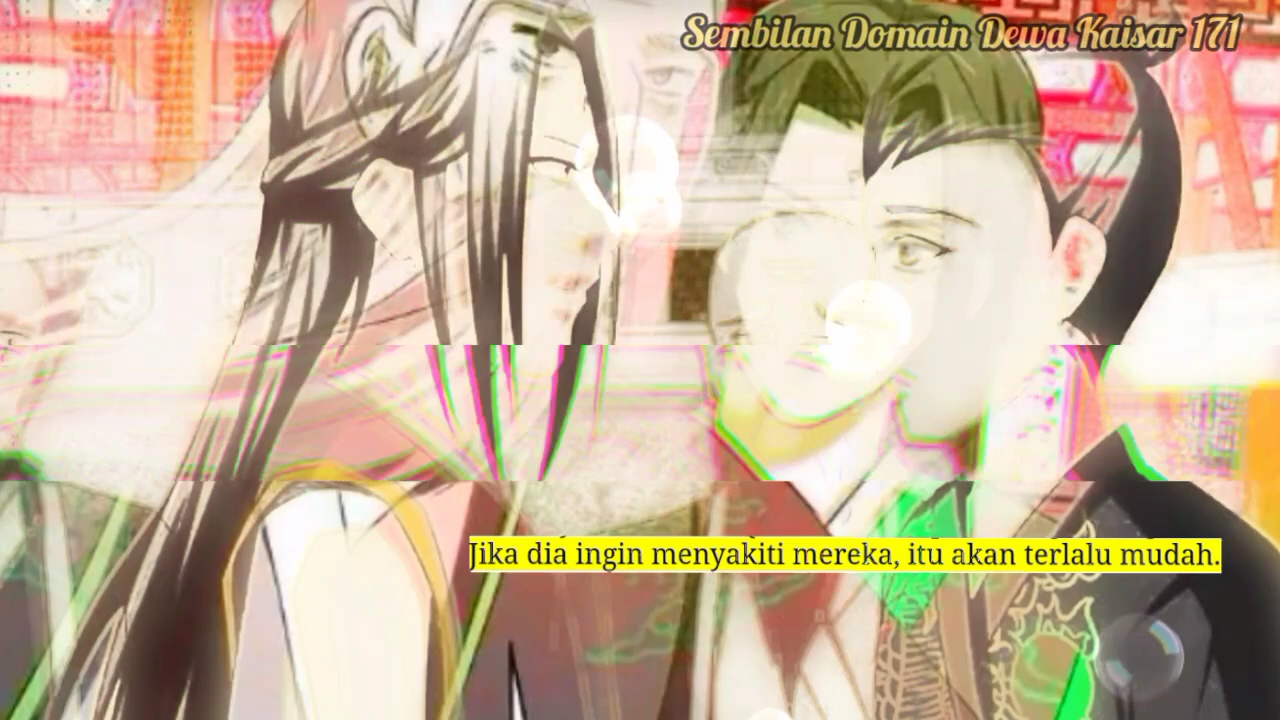 Sembilan Domain Dewa Kaisar 171
Jika dia ingin menyakiti mereka, itu akan terlalu mudah.